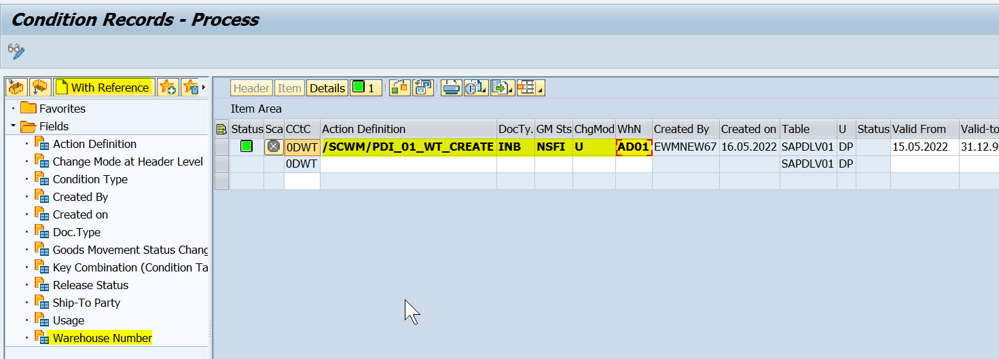 Condition Records - Process
With Reference
Favorites
Fields
Action Definition
Change Mode at Header Level
Condition Type
Created By
Created on
Doc.Type
Goods Movement Status Chang
Key Combination (Condition Ta
Release Status
Ship-To Party
Usage
Warehouse Number
Header Item Details 1
Item Area
Status Sca CCtC Action Definition DocTy. GM Sts ChgMod WhN Created By Created on Table U Status Valid From Valid-to
0DWT /SCWM/PDI_01_WT_CREATE INB NSFI U AD01 EWMNEW67 16.05.2022 SAPDLV01 DP 15.05.2022 31.12.9
0DWT SAPDLV01 DP